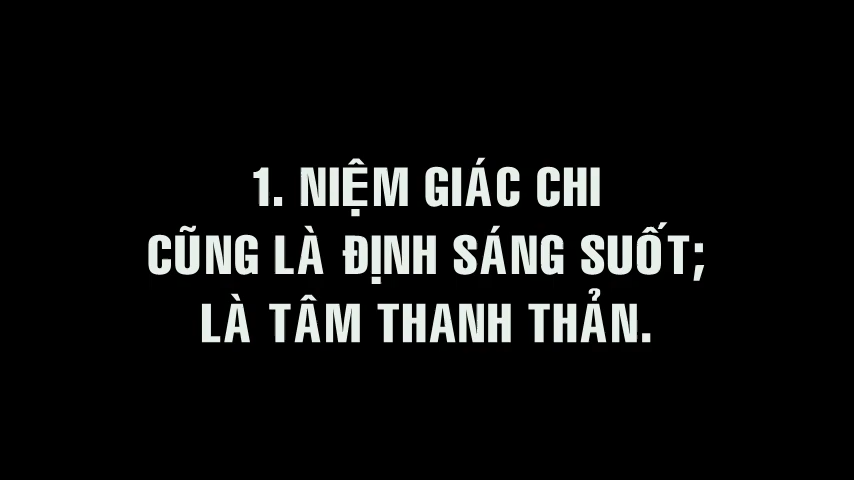 1. NIỆM GIÁC CHI
CŨNG LÀ ĐỊNH SÁNG SUỐT;
LÀ TÂM THANH THẢN.